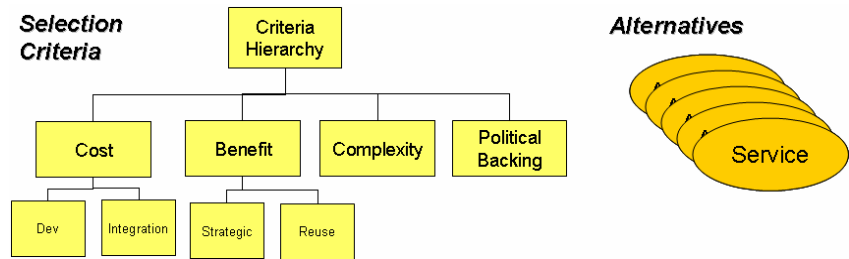 Selection
Criteria
Criteria
Hierarchy
Alternatives
Cost
Benefit
Complexity
Political
Backing
Service
Dev
Integration
Strategic
Reuse